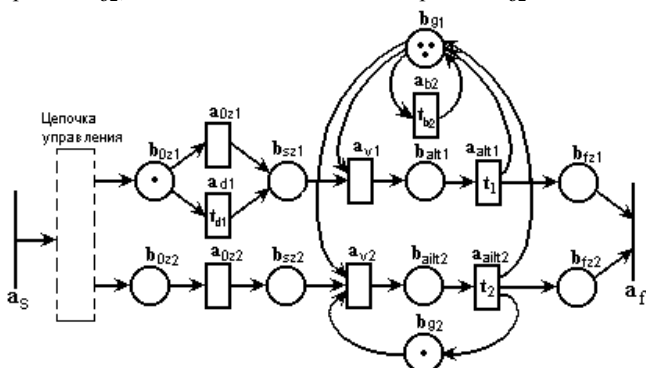 b_g1
a_b2
Цепочка
управления
a_0z1
t_b2
b_0z1
b_sz1
a_v1
b_alt1
a_alt1
b_fz1
a_d1
t_d1
t_1
b_0z2
a_0z2
b_sz2
a_v2
b_ailt2
a_ailt2
b_fz2
a_s
t_2
a_f
b_g2